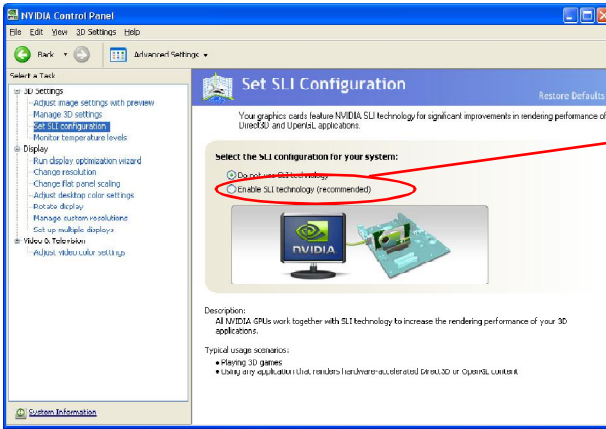 NVIDIA Control Panel
File Edit View 3D Settings Help
Back Advanced Settings
Select a Task
3D Settings
Adjust image settings with preview
Manage 3D settings
Set SLI configuration
Monitor temperature levels
Display
Run display optimization wizard
Change resolution
Change flat panel scaling
Adjust desktop color settings
Rotate display
Manage custom resolutions
Set up multiple displays
Video & Television
Adjust video color settings
System Information
Set SLI Configuration
Restore Defaults
Your graphics cards feature NVIDIA SLI technology for significant improvements in rendering performance of
Direct3D and OpenGL applications.
Select the SLI configuration for your system:
Do not use SLI technology
Enable SLI technology (recommended)
NVIDIA
Description:
All NVIDIA GPUs work together with SLI technology to increase the rendering performance of your 3D
applications.
Typical usage scenarios:
• Playing 3D games
• Using any application that renders hardware-accelerated Direct3D or OpenGL content